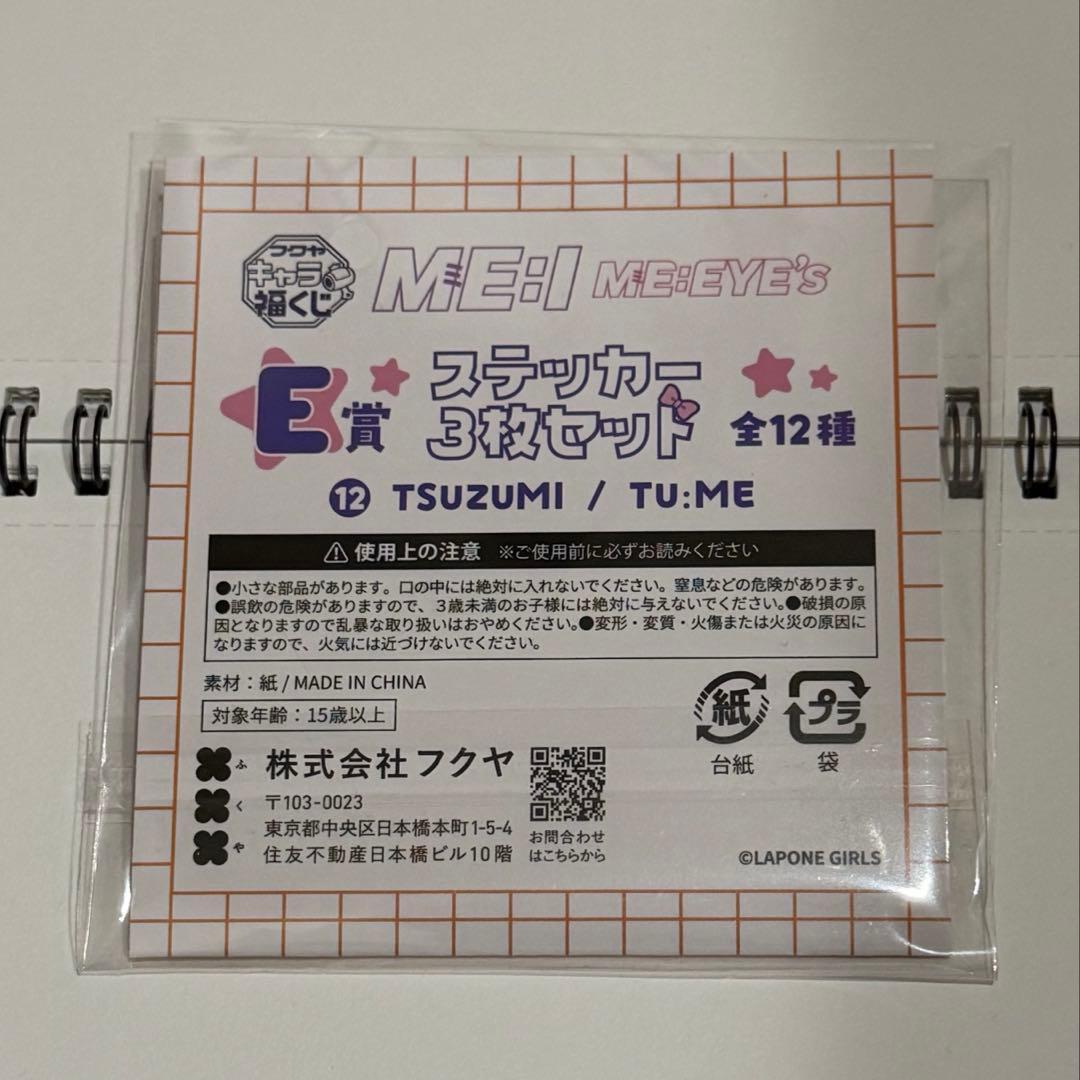 フクヤ
キャラ
福くじ
ME:I ME:EYE's
E賞 ステッカー
3枚セット 全12種
⑫ TSUZUMI / TU:ME
⚠ 使用上の注意 ※ご使用前に必ずお読みください
●小さな部品があります。口の中には絶対に入れないでください。窒息などの危険があります。
●誤飲の危険がありますので、3歳未満のお子様には絶対に与えないでください。●破損の原
因となりますので乱暴な取り扱いはおやめください。●変形・変質・火傷または火災の原因に
なりますので、火気には近づけないでください。
素材：紙 / MADE IN CHINA
対象年齢：15歳以上
紙
台紙
プラ
袋
ふくや
株式会社フクヤ
〒103-0023
東京都中央区日本橋本町1-5-4
住友不動産日本橋ビル10階
お問合わせ
はこちらから
©LAPONE GIRLS